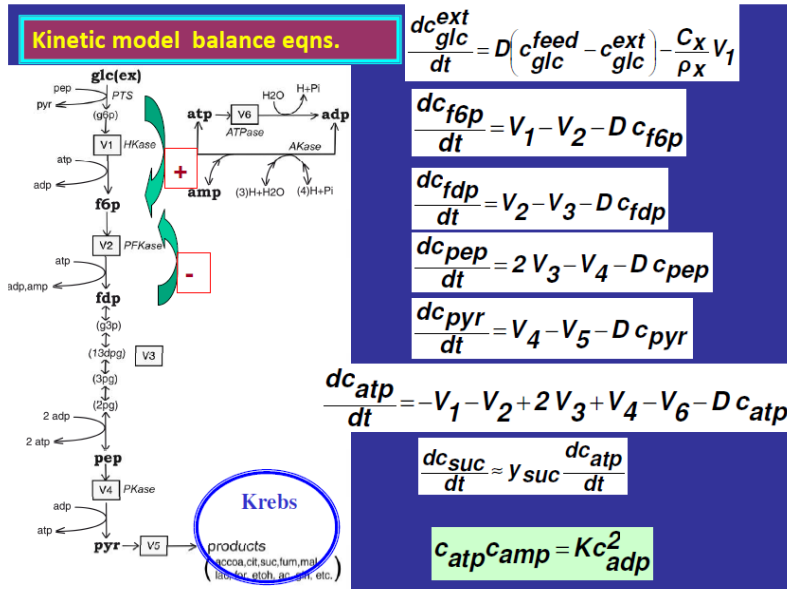 Kinetic model balance eqns.
glc(ex)
pep
PTS
pyr
(g6p)
V1
HKase
atp
adp
f6p
V2
PFKase
atp
adp,amp
fdp
(g3p)
(13dpg)
V3
(3pg)
(2pg)
2 adp
2 atp
pep
V4
PKase
adp
atp
pyr
V5
products
(accoa,cit,suc,fum,mal,
lac, for, etoh, ac, gln, etc.)
Krebs
+
-
atp
V6
ATPase
H2O
H+Pi
adp
AKase
amp
(3)H+H2O
(4)H+Pi
dc_glc^ext/dt = D(c_glc^feed − c_glc^ext) − C_x/ρ_x V_1
dc_f6p/dt = V_1 − V_2 − D c_f6p
dc_fdp/dt = V_2 − V_3 − D c_fdp
dc_pep/dt = 2 V_3 − V_4 − D c_pep
dc_pyr/dt = V_4 − V_5 − D c_pyr
dc_atp/dt = −V_1 − V_2 + 2 V_3 + V_4 − V_6 − D c_atp
dc_suc/dt ≈ y_suc dc_atp/dt
c_atp c_amp = K c_adp^2